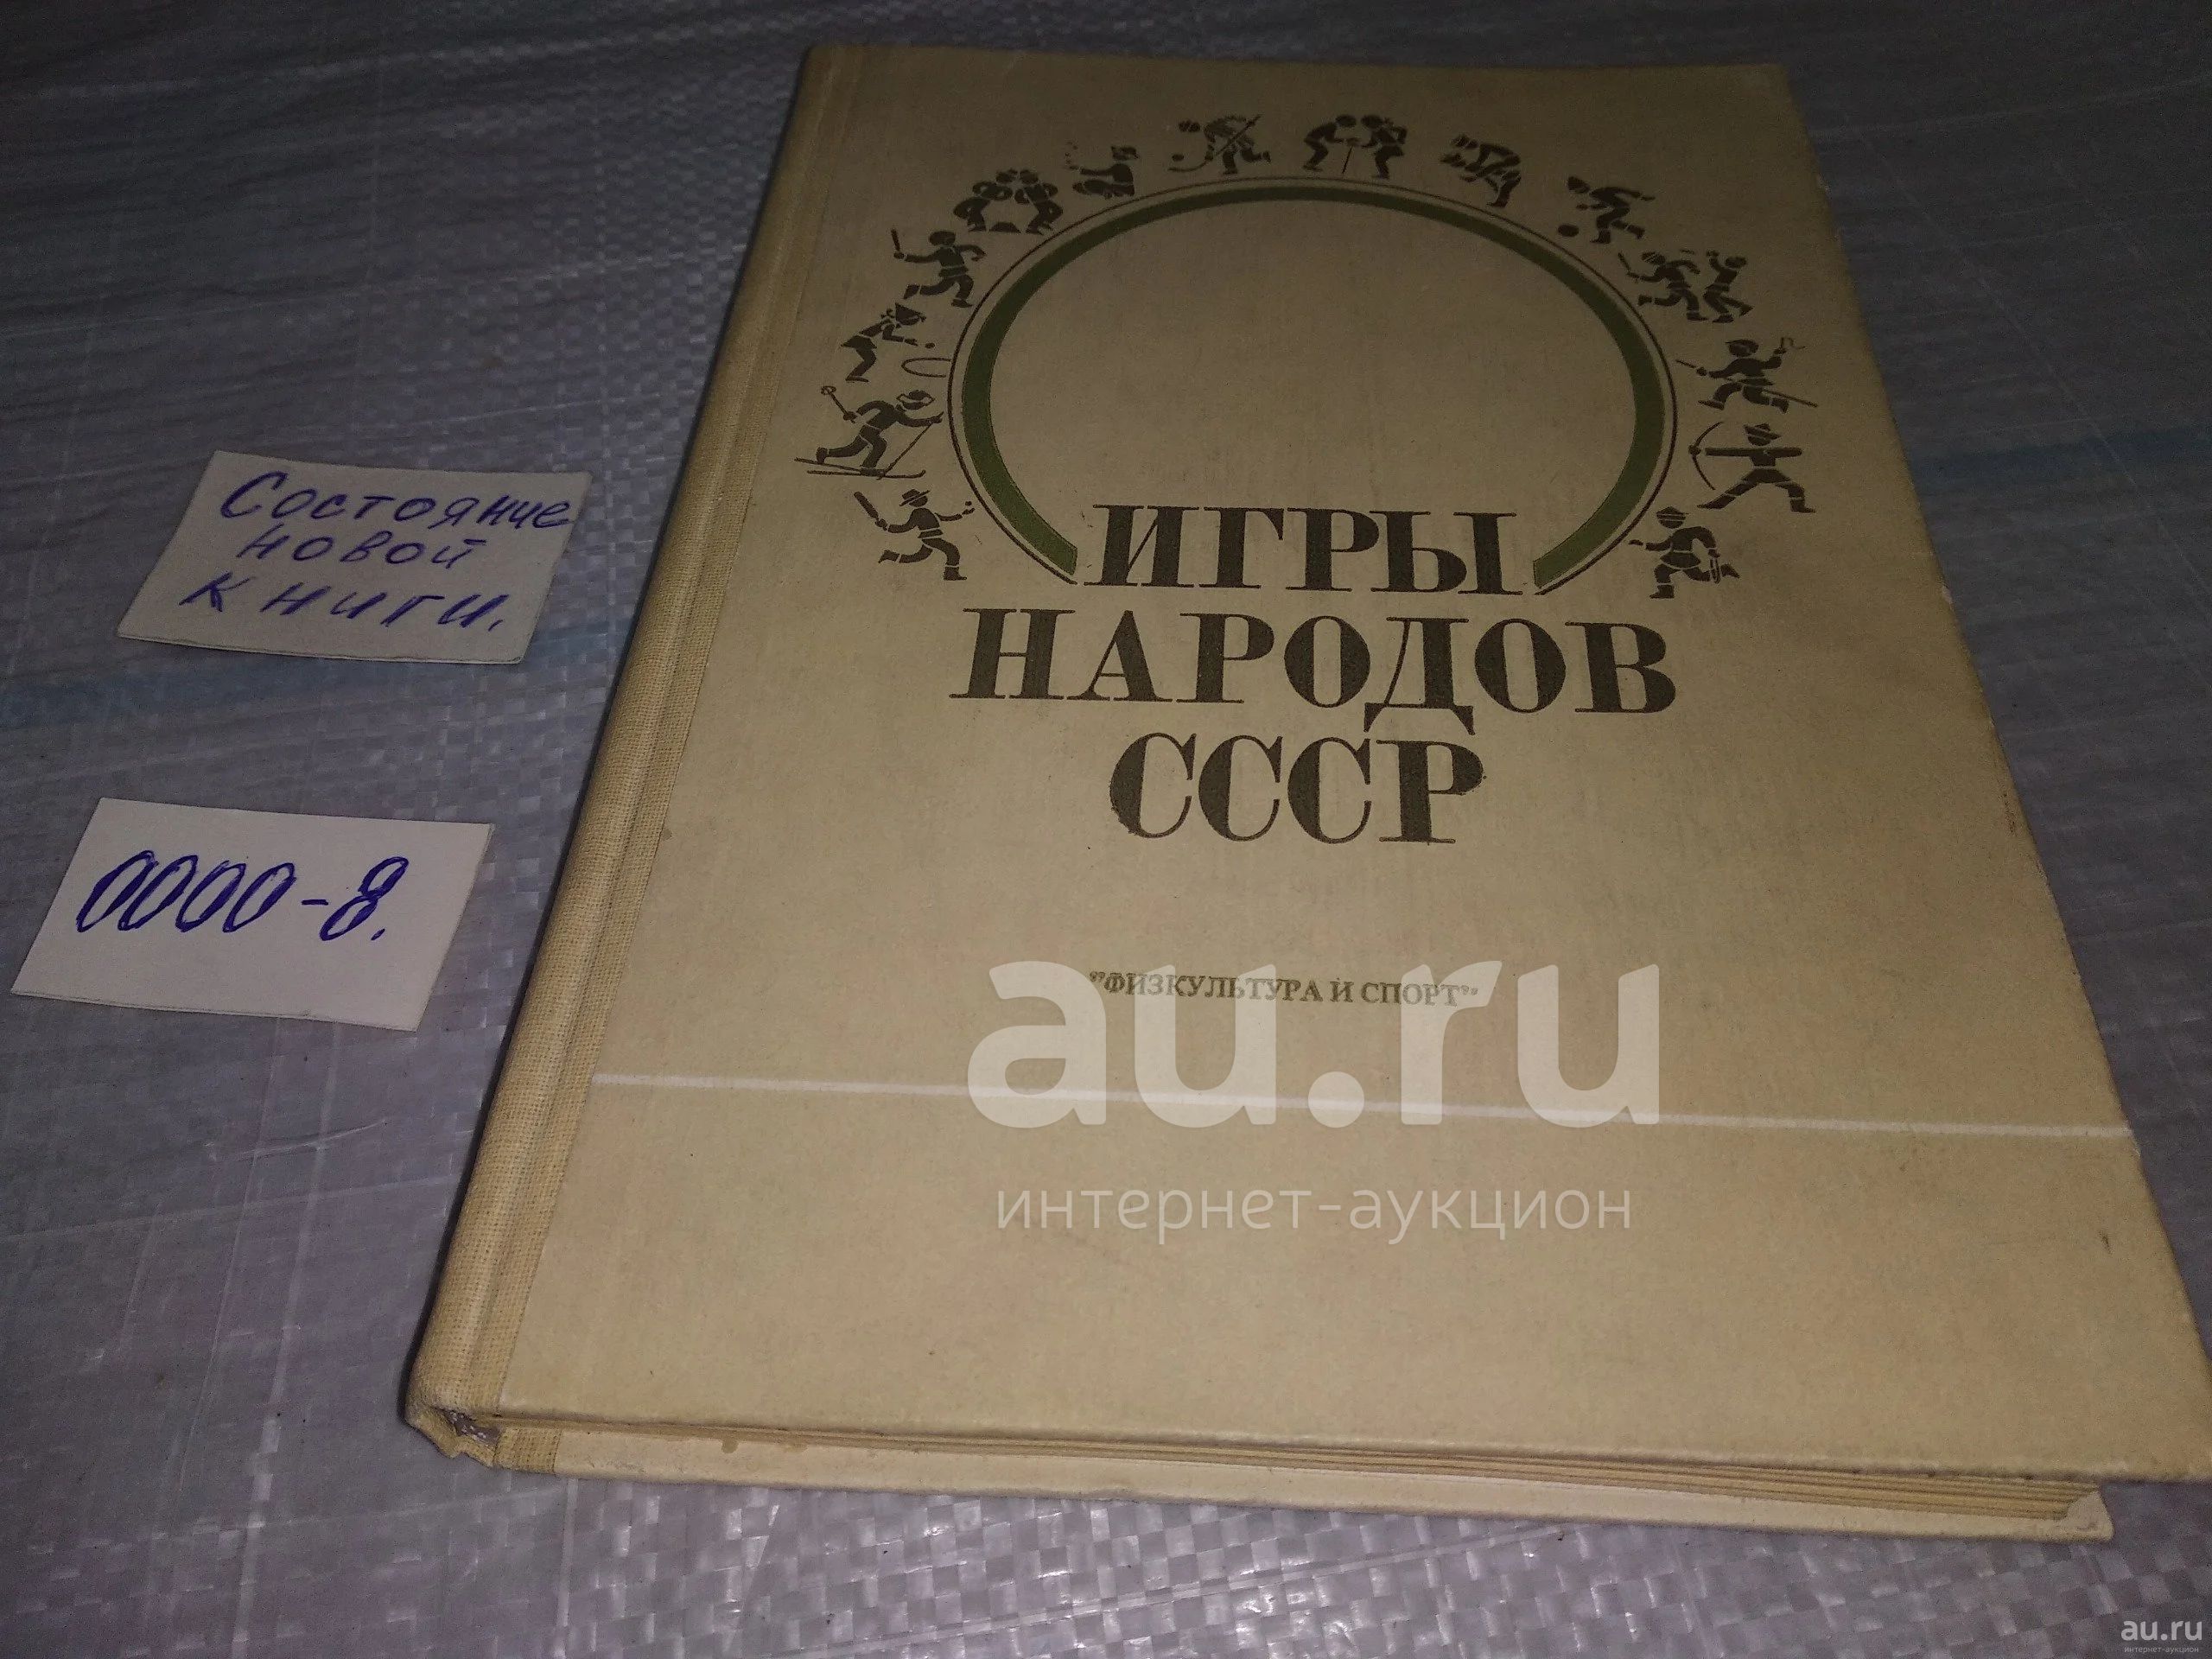 ИГРЫ
НАРОДОВ
СССР
"ФИЗКУЛЬТУРА И СПОРТ"
Состояние
новой
книги.
0000-8.
au.ru
интернет-аукцион
au.ru
интернет-аукцион